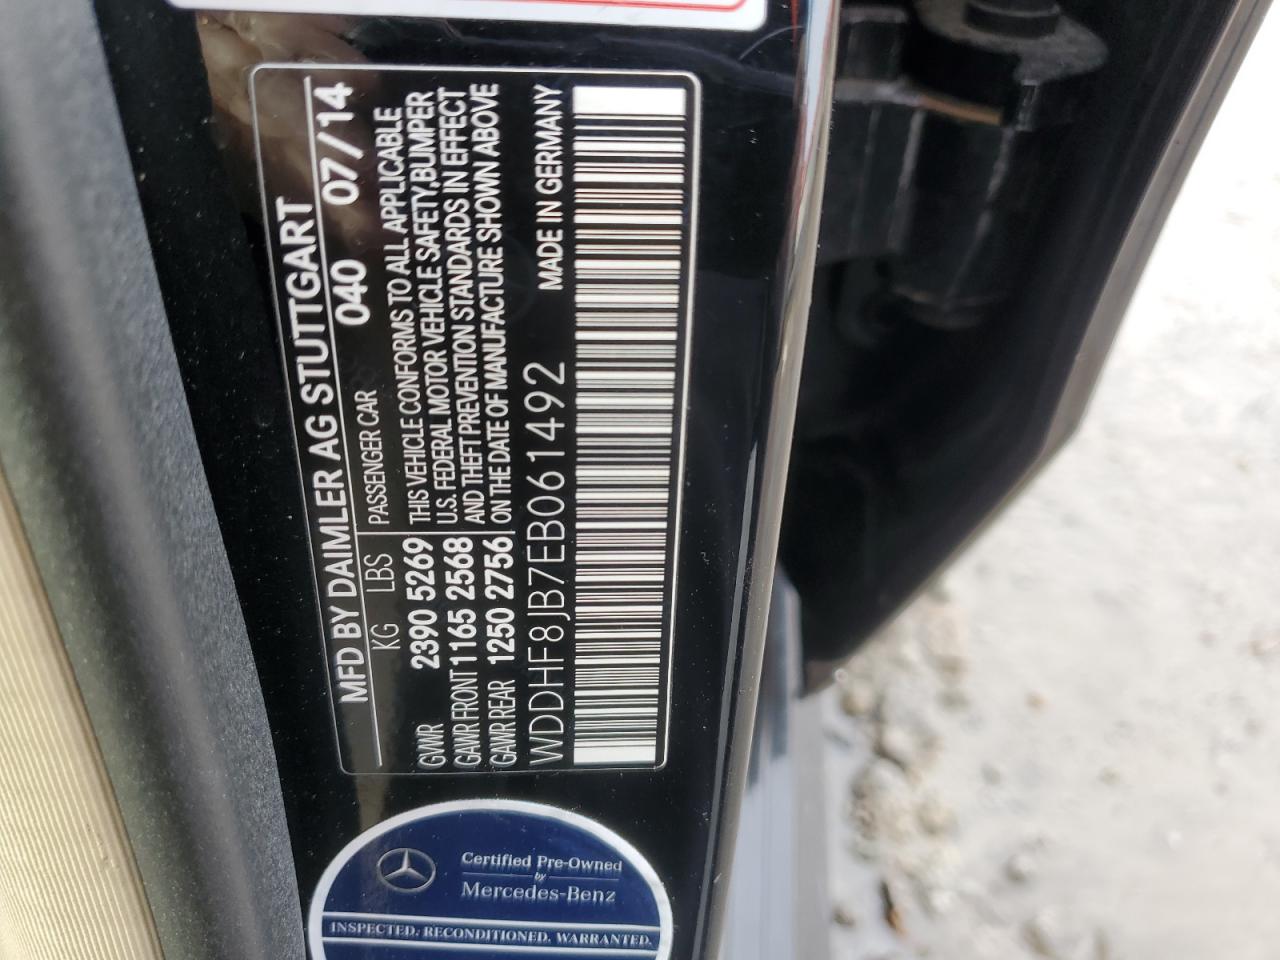 MFD BY DAIMLER AG STUTTGART
040 07/14
KG LBS PASSENGER CAR
GVWR 2390 5269
GAWR FRONT 1165 2568
GAWR REAR 1250 2756
THIS VEHICLE CONFORMS TO ALL APPLICABLE
U.S. FEDERAL MOTOR VEHICLE SAFETY,BUMPER
AND THEFT PREVENTION STANDARDS IN EFFECT
ON THE DATE OF MANUFACTURE SHOWN ABOVE
WDDHF8JB7EB061492 MADE IN GERMANY
Certified Pre-Owned
by
Mercedes-Benz
INSPECTED. RECONDITIONED. WARRANTED.